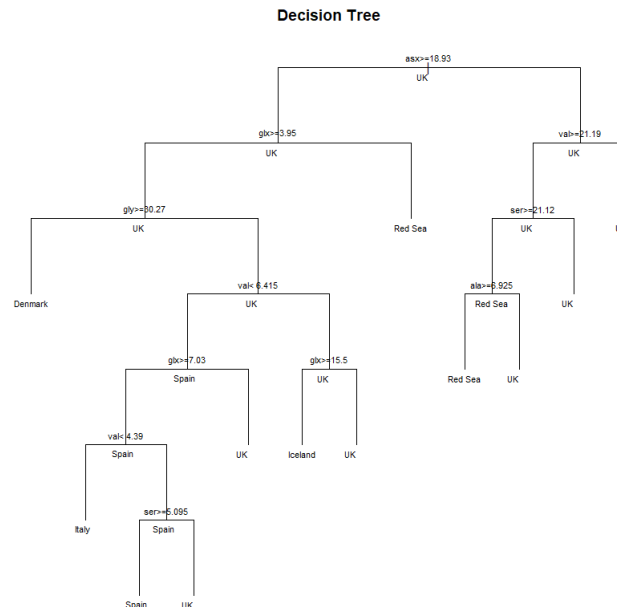 Decision Tree
asx>=18.93
UK
glx>=3.95
val>=21.19
UK
UK
gly>=30.27
ser>=21.12
UK
Red Sea
UK
Denmark
val< 6.415
ala>=6.925
UK
Red Sea
UK
glx>=7.03
glx>=15.5
Spain
UK
Red Sea
UK
val< 4.39
Spain
UK
Iceland
UK
ser>=5.095
Italy
Spain
Spain
UK